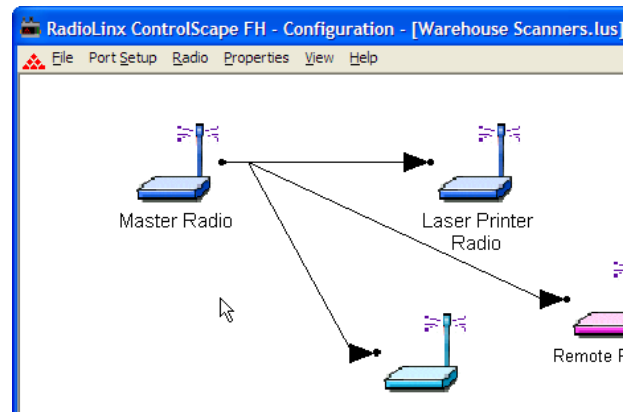 RadioLinx ControlScape FH - Configuration - [Warehouse Scanners.lus]
File Port Setup Radio Properties View Help
Master Radio
Laser Printer
Radio
Remote